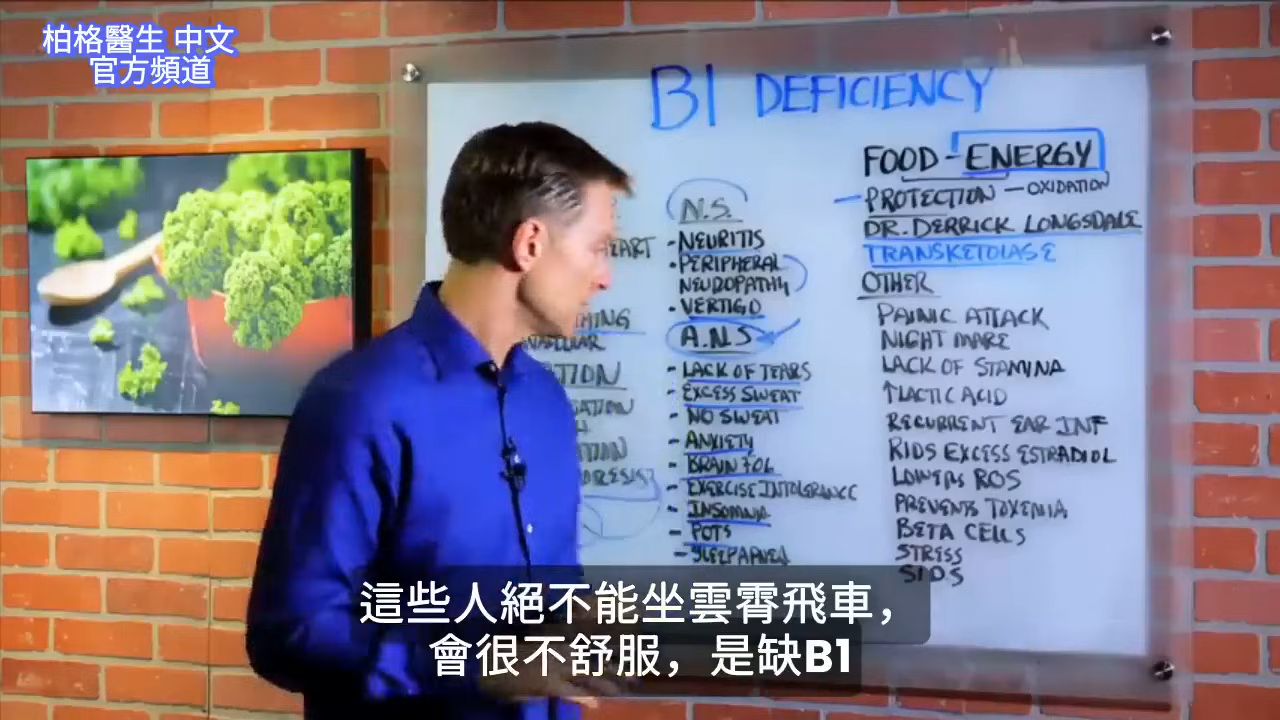 柏格醫生 中文
官方頻道
B1 DEFICIENCY
HEART
N.S.
- NEURITIS
- PERIPHERAL
NEUROPATHY
- VERTIGO
A.N.S
- LACK OF TEARS
- EXCESS SWEAT
- NO SWEAT
- ANXIETY
- BRAIN FOG
- EXERCISE INTOLERANCE
- INSOMNIA
- POTS
- SLEEP APNEA
FOOD - ENERGY
- PROTECTION - OXIDATION
DR. DERRICK LONGSDALE
TRANSKETOLASE
OTHER
PAINIC ATTACK
NIGHT MARE
LACK OF STAMINA
↑LACTIC ACID
RECURRENT EAR INF
RIDS EXCESS ESTRADIOL
LOWERS ROS
PREVENTS TOXEMIA
BETA CELLS
STRESS
SIDS
這些人絕不能坐雲霄飛車，
會很不舒服，是缺B1